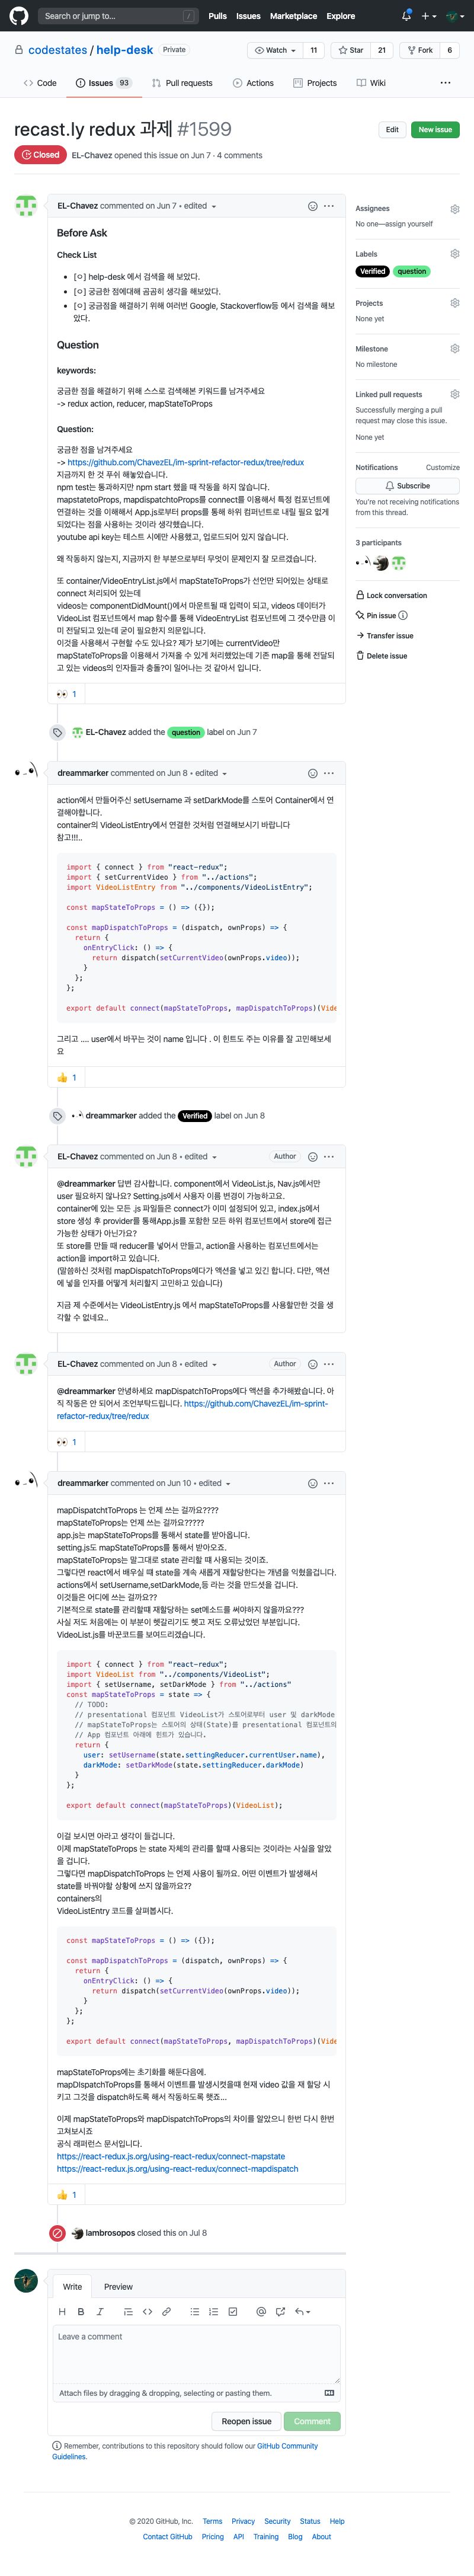 Search or jump to...
/
Pulls Issues Marketplace Explore
codestates / help-desk Private
Watch 11 Star 21 Fork 6
Code Issues 93 Pull requests Actions Projects Wiki
recast.ly redux 과제 #1599
Edit New issue
Closed EL-Chavez opened this issue on Jun 7 · 4 comments
EL-Chavez commented on Jun 7 • edited
Before Ask
Check List
[ㅇ] help-desk 에서 검색을 해 보았다.
[ㅇ] 궁금한 점에대해 곰곰히 생각을 해보았다.
[ㅇ] 궁금점을 해결하기 위해 여러번 Google, Stackoverflow등 에서 검색을 해보
았다.
Question
keywords:
궁금한 점을 해결하기 위해 스스로 검색해본 키워드를 남겨주세요
-> redux action, reducer, mapStateToProps
Question:
궁금한 점을 남겨주세요
-> https://github.com/ChavezEL/im-sprint-refactor-redux/tree/redux
지금까지 한 것 푸쉬 해놓았습니다.
npm test는 통과하지만 npm start 했을 때 작동을 하지 않습니다.
mapstatetoProps, mapdispatchtoProps를 connect를 이용해서 특정 컴포넌트에
연결하는 것을 이해해서 App.js로부터 props를 통해 하위 컴퍼넌트로 내릴 필요 없게
되었다는 점을 사용하는 것이라 생각했습니다.
youtube api key는 테스트 시에만 사용했고, 업로드되어 있지 않습니다.
왜 작동하지 않는지, 지금까지 한 부분으로부터 무엇이 문제인지 잘 모르겠습니다.
또 container/VideoEntryList.js에서 mapStateToProps가 선언만 되어있는 상태로
connect 처리되어 있는데
videos는 componentDidMount()에서 마운트될 때 입력이 되고, videos 데이터가
VideoList 컴포넌트에서 map 함수를 통해 VideoEntryList 컴포넌트에 그 갯수만큼 이
미 전달되고 있는데 굳이 필요한지 의문입니다.
이것을 사용해서 구현할 수도 있나요? 제가 보기에는 currentVideo만
mapStateToProps를 이용해서 가져올 수 있게 처리했었는데 기존 map을 통해 전달되
고 있는 videos의 인자들과 충돌?이 일어나는 것 같아서 입니다.
1
EL-Chavez added the question label on Jun 7
dreammarker commented on Jun 8 • edited
action에서 만들어주신 setUsername 과 setDarkMode를 스토어 Container에서 연
결해야합니다.
container의 VideoListEntry에서 연결한 것처럼 연결해보시기 바랍니다
참고!!!..
import { connect } from "react-redux";
import { setCurrentVideo } from "../actions";
import VideoListEntry from "../components/VideoListEntry";
const mapStateToProps = () => ({});
const mapDispatchToProps = (dispatch, ownProps) => {
return {
onEntryClick: () => {
return dispatch(setCurrentVideo(ownProps.video));
}
};
};
export default connect(mapStateToProps, mapDispatchToProps)(Vide
그리고 .... user에서 바꾸는 것이 name 입니다 . 이 힌트도 주는 이유를 잘 고민해보세
요
1
dreammarker added the Verified label on Jun 8
EL-Chavez commented on Jun 8 • edited Author
@dreammarker 답변 감사합니다. component에서 VideoList.js, Nav.js에서만
user 필요하지 않나요? Setting.js에서 사용자 이름 변경이 가능하고요.
container에 있는 모든 .js 파일들은 connect가 이미 설정되어 있고, index.js에서
store 생성 후 provider를 통해App.js를 포함한 모든 하위 컴포넌트에서 store에 접근
가능한 상태가 아닌가요?
또 store를 만들 때 reducer를 넣어서 만들고, action을 사용하는 컴포넌트에서는
action을 import하고 있습니다.
(말씀하신 것처럼 mapDispatchToProps에다가 액션을 넣고 있긴 합니다. 다만, 액션
에 넣을 인자를 어떻게 처리할지 고민하고 있습니다)
지금 제 수준에서는 VideoListEntry.js 에서 mapStateToProps를 사용할만한 것을 생
각할 수 없네요..
EL-Chavez commented on Jun 8 • edited Author
@dreammarker 안녕하세요 mapDispatchToProps에다 액션을 추가해봤습니다. 아
직 작동은 안 되어서 조언부탁드립니다. https://github.com/ChavezEL/im-sprint-
refactor-redux/tree/redux
1
dreammarker commented on Jun 10 • edited
mapDispatchtToProps 는 언제 쓰는 걸까요????
mapStateToProps는 언제 쓰는 걸까요?????
app.js는 mapStateToProps를 통해서 state를 받아옵니다.
setting.js도 mapStateToProps를 통해서 받아오죠.
mapStateToProps는 말그대로 state 관리할 때 사용되는 것이죠.
그렇다면 react에서 배우실 때 state을 계속 새롭게 재할당한다는 개념을 익혔을겁니다.
actions에서 setUsername,setDarkMode,등 라는 것을 만드셧을 겁니다.
이것들은 어디에 쓰는 걸까요??
기본적으로 state를 관리할때 재할당하는 set메소드를 써야하지 않을까요???
사실 저도 처음에는 이 부분이 헷갈리기도 햇고 저도 오류났었던 부분입니다.
VideoList.js를 바꾼코드를 보여드리겠습니다.
import { connect } from "react-redux";
import VideoList from "../components/VideoList";
import { setUsername, setDarkMode } from "../actions"
const mapStateToProps = state => {
// TODO:
// presentational 컴포넌트 VideoList가 스토어로부터 user 및 darkMode
// mapStateToProps는 스토어의 상태(State)를 presentational 컴포넌트의
// App 컴포넌트 아래에 힌트가 있습니다.
return {
user: setUsername(state.settingReducer.currentUser.name),
darkMode: setDarkMode(state.settingReducer.darkMode)
}
};
export default connect(mapStateToProps)(VideoList);
이걸 보시면 아라고 생각이 들겁니다.
이제 mapStateToProps 는 state 자체의 관리를 할때 사용되는 것이라는 사실을 알았
을 겁니다.
그렇다면 mapDispatchToProps 는 언제 사용이 될까요. 어떤 이벤트가 발생해서
state를 바꿔야할 상황에 쓰지 않을까요??
containers의
VideoListEntry 코드를 살펴봅시다.
const mapStateToProps = () => ({});
const mapDispatchToProps = (dispatch, ownProps) => {
return {
onEntryClick: () => {
return dispatch(setCurrentVideo(ownProps.video));
}
};
};
export default connect(mapStateToProps, mapDispatchToProps)(Vide
mapStateToProps에는 초기화를 해둔다음에.
mapDIspatchToProps를 통해서 이벤트를 발생시켯을떄 현재 video 값을 재 할당 시
키고 그것을 dispatch하도록 해서 작동하도록 햇죠...
이제 mapStateToProps와 mapDispatchToProps의 차이를 알았으니 한번 다시 한번
고쳐보시죠
공식 래퍼런스 문서입니다.
https://react-redux.js.org/using-react-redux/connect-mapstate
https://react-redux.js.org/using-react-redux/connect-mapdispatch
1
lambrosopos closed this on Jul 8
Write Preview
Leave a comment
Attach files by dragging & dropping, selecting or pasting them.
Reopen issue Comment
Remember, contributions to this repository should follow our GitHub Community
Guidelines.
Assignees
No one—assign yourself
Labels
Verified question
Projects
None yet
Milestone
No milestone
Linked pull requests
Successfully merging a pull
request may close this issue.
None yet
Notifications Customize
Subscribe
You're not receiving notifications
from this thread.
3 participants
Lock conversation
Pin issue
Transfer issue
Delete issue
© 2020 GitHub, Inc. Terms Privacy Security Status Help
Contact GitHub Pricing API Training Blog About